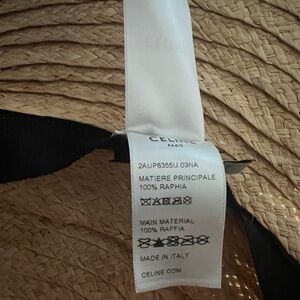 CELINE
PARIS
2AUP6355U.03NA
MATIERE PRINCIPALE
100% RAPHIA
MAIN MATERIAL
100% RAFFIA
MADE IN ITALY
CELINE.COM